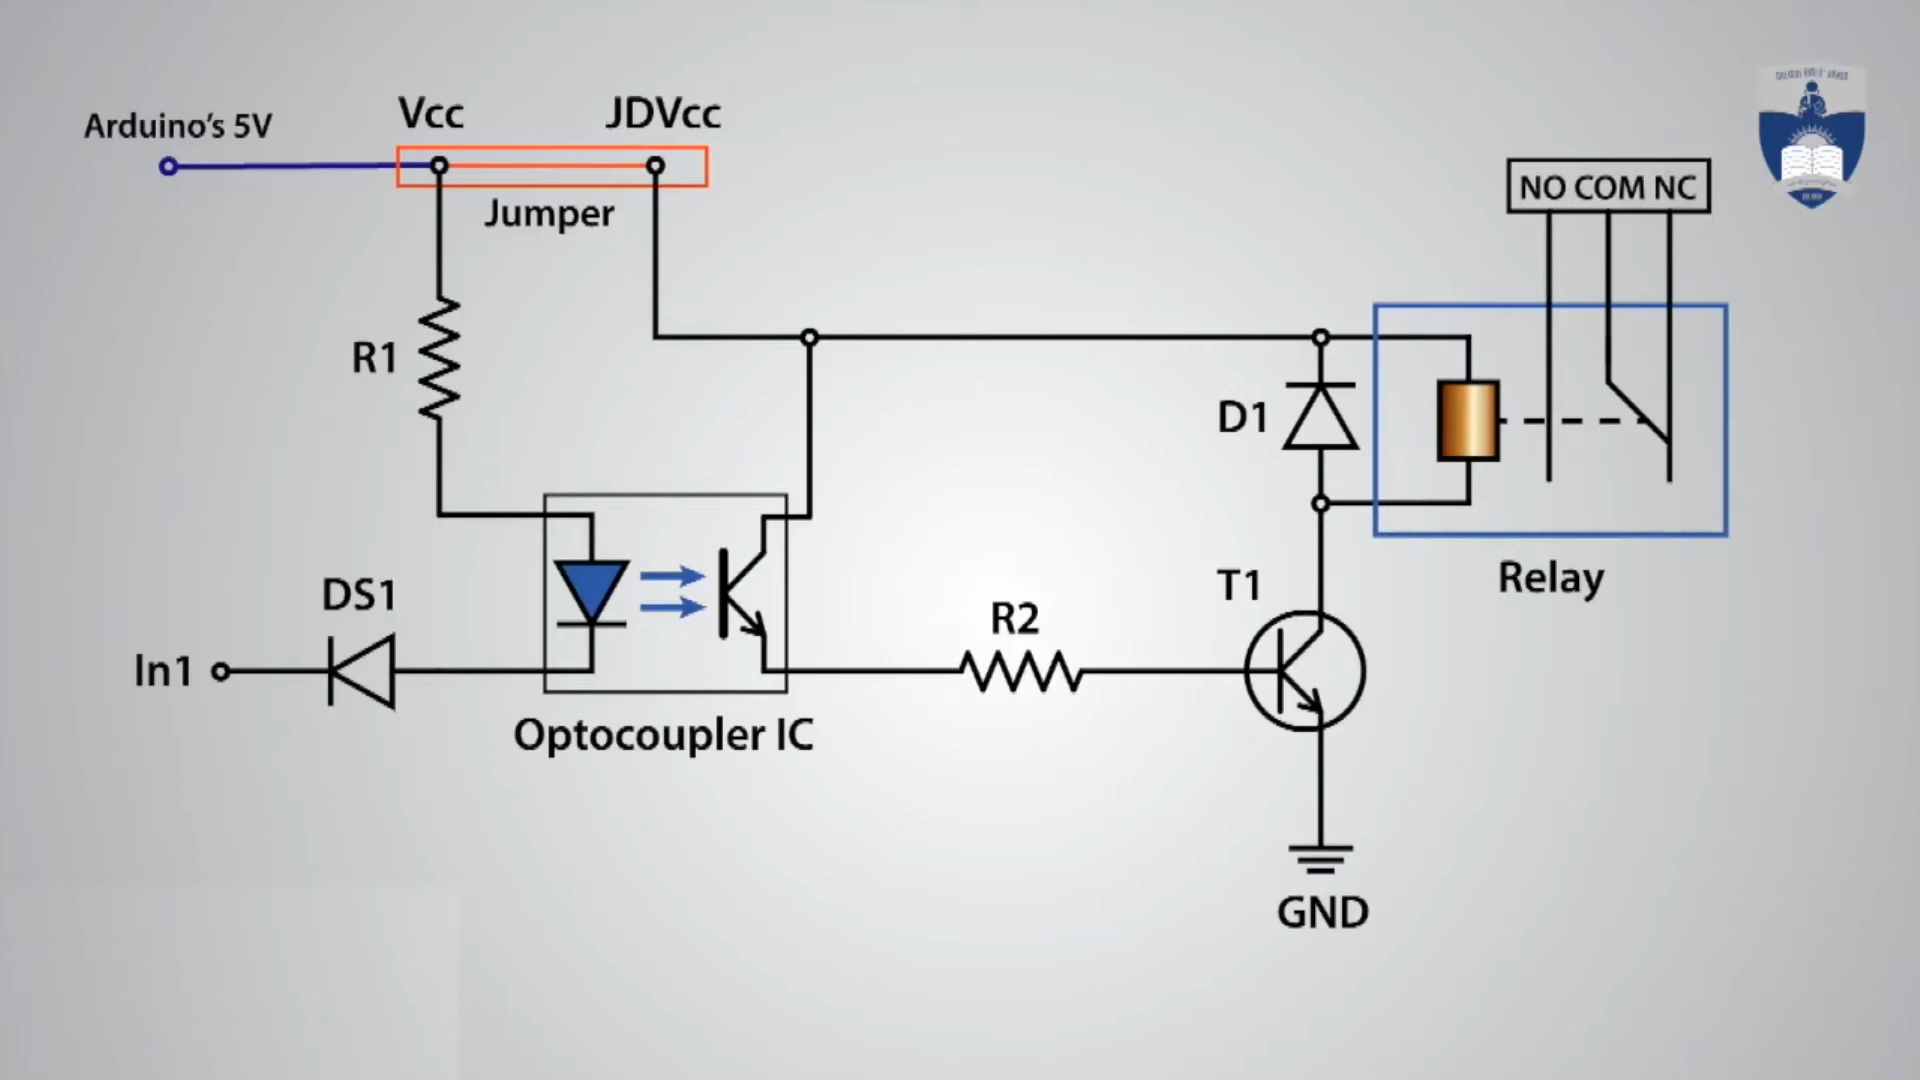 Arduino's 5V
Vcc
JDVcc
Jumper
NO COM NC
R1
D1
Relay
DS1
T1
R2
In1
Optocoupler IC
GND